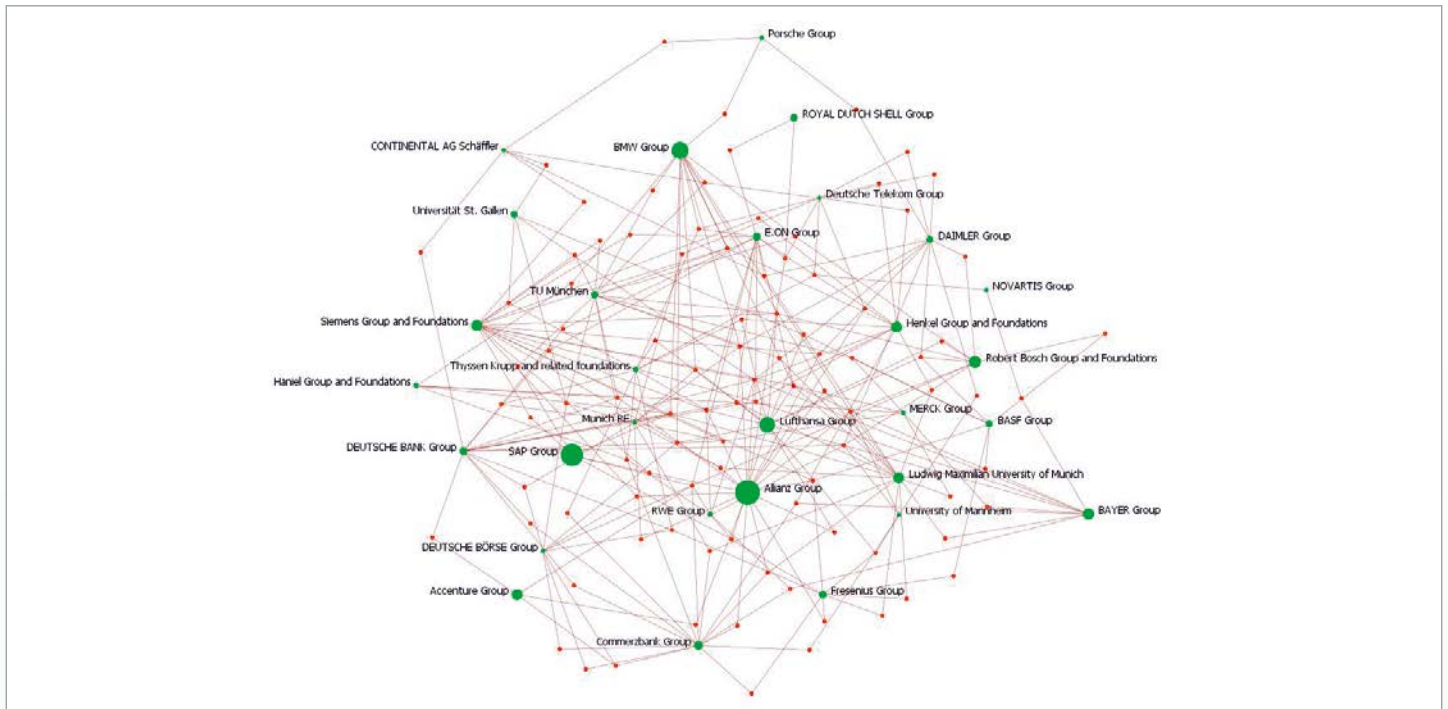 Porsche Group
ROYAL DUTCH SHELL Group
CONTINENTAL AG Schäffler
BMW Group
Deutsche Telekom Group
Universität St. Gallen
E.ON Group
DAIMLER Group
TU München
NOVARTIS Group
Siemens Group and Foundations
Henkel Group and Foundations
Robert Bosch Group and Foundations
Thyssen Krupp and related foundations
Haniel Group and Foundations
MERCK Group
Munich RE
Lufthansa Group
BASF Group
DEUTSCHE BANK Group
SAP Group
Ludwig Maximilian University of Munich
Allianz Group
RWE Group
University of Mannheim
BAYER Group
DEUTSCHE BÖRSE Group
Accenture Group
Fresenius Group
Commerzbank Group